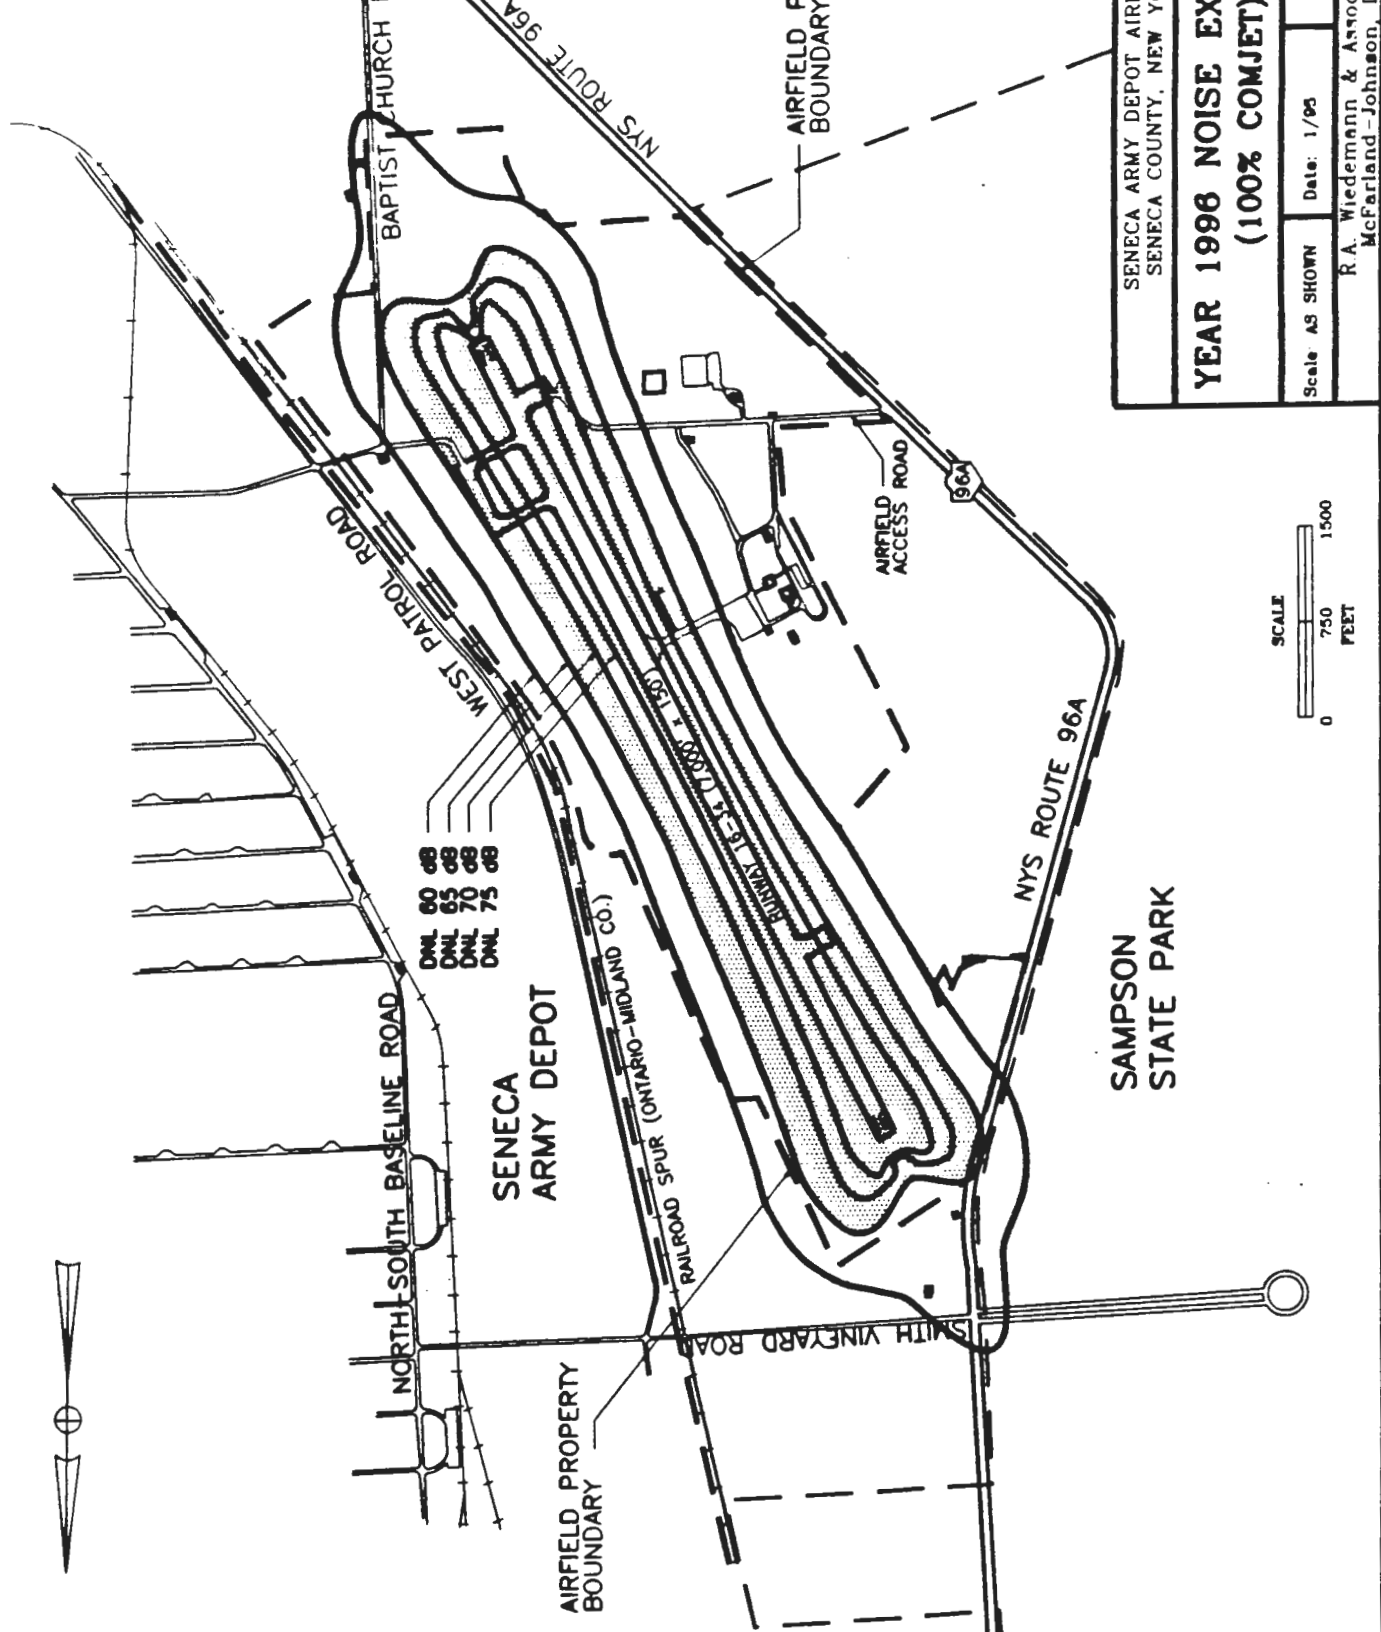 BAPTIST CHURCH
NYS ROUTE 96A
AIRFIELD
BOUNDARY
WEST PATROL ROAD
DNL 60 dB
DNL 65 dB
DNL 70 dB
DNL 75 dB
RUNWAY 16-34 (7,000' x 150')
AIRFIELD
ACCESS ROAD
96A
NYS ROUTE 96A
SAMPSON
STATE PARK
SENECA
ARMY DEPOT
NORTH-SOUTH BASELINE ROAD
RAILROAD SPUR (ONTARIO-MIDLAND CO.)
SMITH VINEYARD ROAD
AIRFIELD PROPERTY
BOUNDARY
SCALE
0 750 1500
FEET
SENECA ARMY DEPOT
SENECA COUNTY, NEW
YEAR 1996 NOISE
(100% COMJET)
Scale: AS SHOWN
Date: 1/95
R.A. Wiedemann &
McFarland-Johnson,